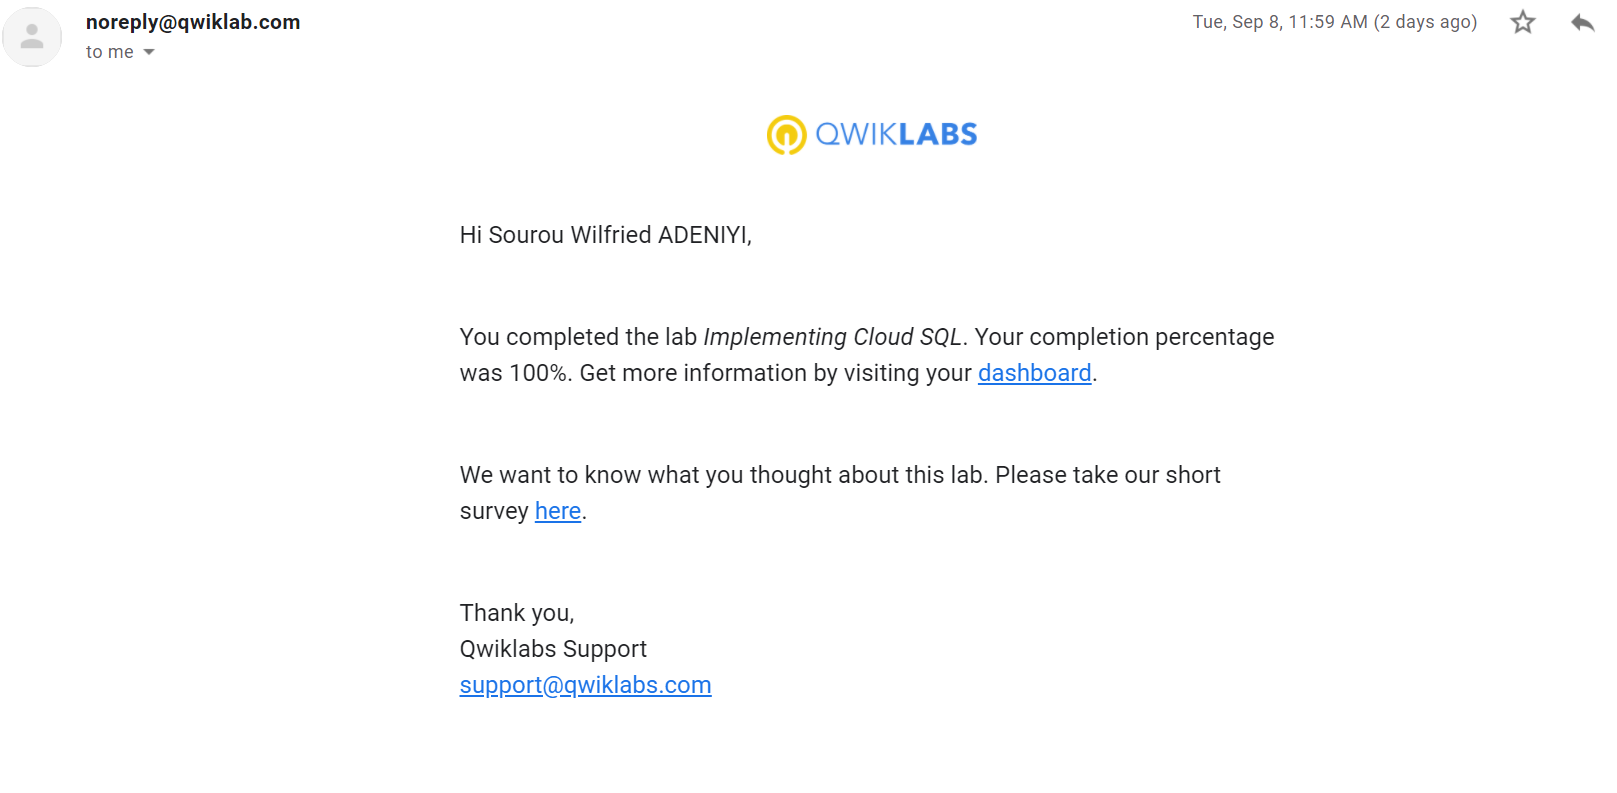 noreply@qwiklab.com
Tue, Sep 8, 11:59 AM (2 days ago)
to me
QWIKLABS
Hi Sourou Wilfried ADENIYI,
You completed the lab Implementing Cloud SQL. Your completion percentage
was 100%. Get more information by visiting your dashboard.
We want to know what you thought about this lab. Please take our short
survey here.
Thank you,
Qwiklabs Support
support@qwiklabs.com